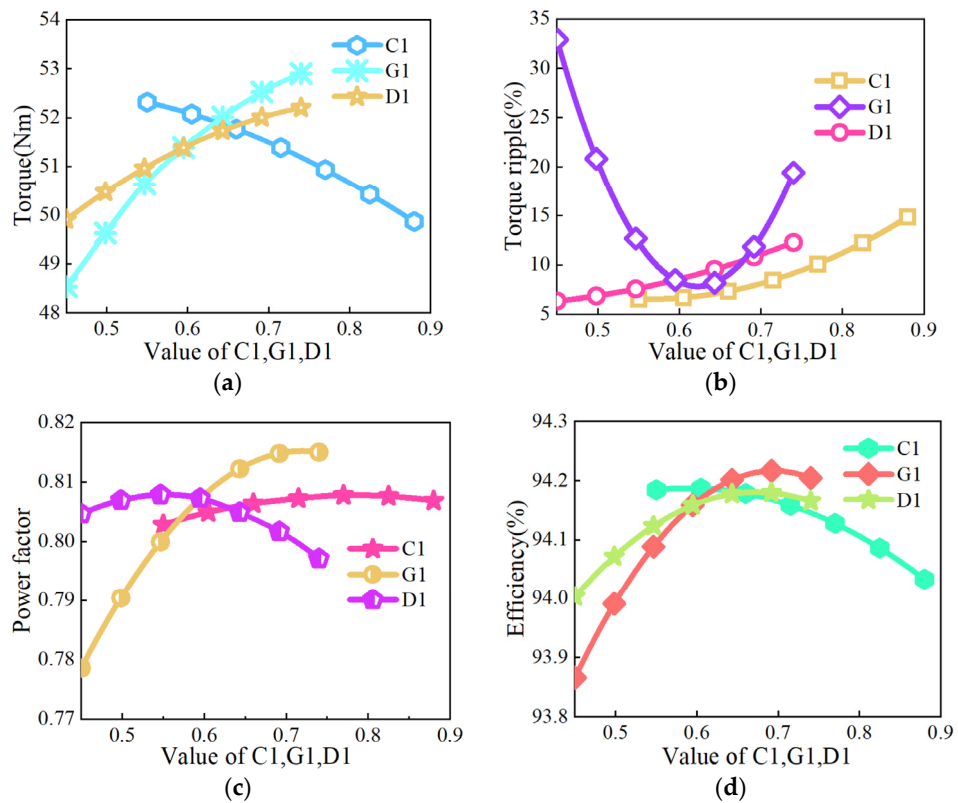 54
53
52
51
50
49
48
Torque(Nm)
C1
G1
D1
0.5 0.6 0.7 0.8 0.9
Value of C1,G1,D1
(a)
35
30
25
20
15
10
5
Torque ripple(%)
C1
G1
D1
0.5 0.6 0.7 0.8 0.9
Value of C1,G1,D1
(b)
0.82
0.81
0.80
0.79
0.78
0.77
Power factor
C1
G1
D1
0.5 0.6 0.7 0.8 0.9
Value of C1,G1,D1
(c)
94.3
94.2
94.1
94.0
93.9
93.8
Efficiency(%)
C1
G1
D1
0.5 0.6 0.7 0.8 0.9
Value of C1,G1,D1
(d)